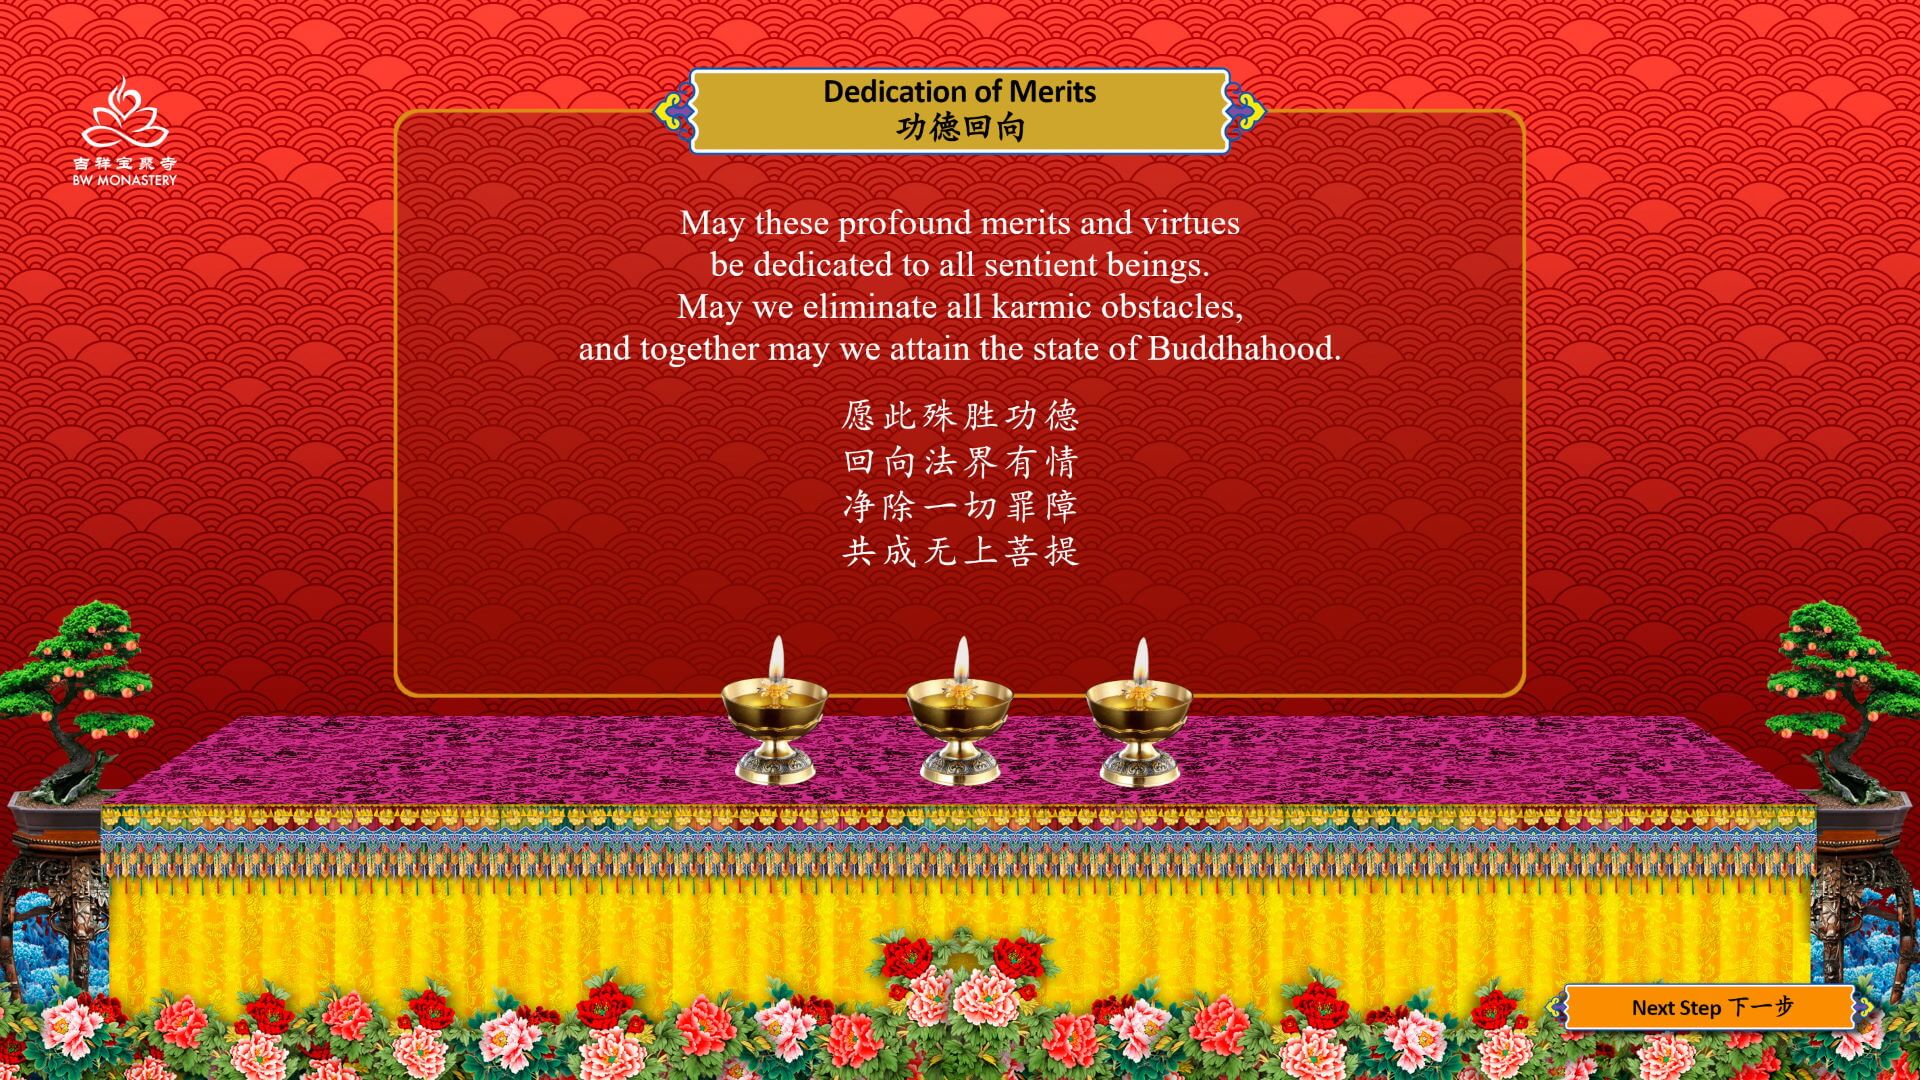 吉祥宝聚寺
BW MONASTERY
Dedication of Merits
功德回向
May these profound merits and virtues
be dedicated to all sentient beings.
May we eliminate all karmic obstacles,
and together may we attain the state of Buddhahood.
愿此殊胜功德
回向法界有情
净除一切罪障
共成无上菩提
Next Step 下一步